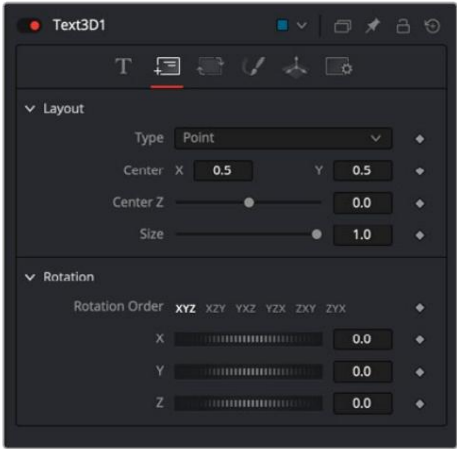 Text3D1
T
Layout
Type Point
Center X 0.5 Y 0.5
Center Z 0.0
Size 1.0
Rotation
Rotation Order XYZ XZY YXZ YZX ZXY ZYX
X 0.0
Y 0.0
Z 0.0